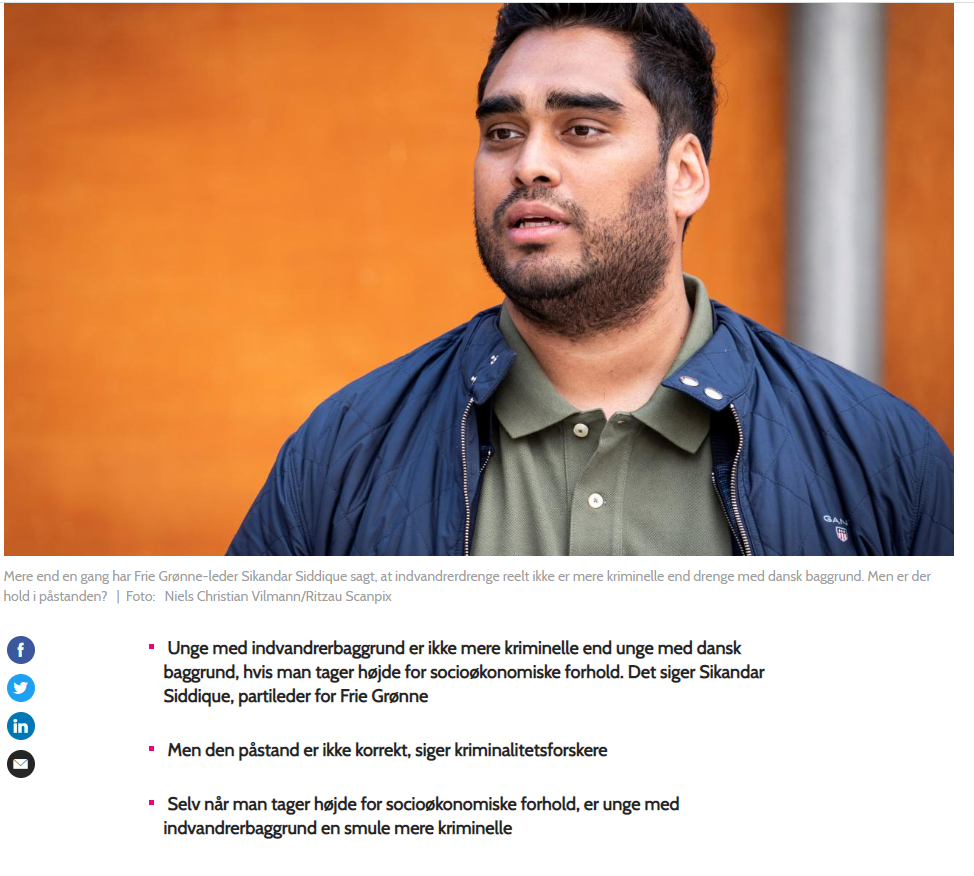 GANT
Mere end en gang har Frie Grønne-leder Sikandar Siddique sagt, at indvandrerdrenge reelt ikke er mere kriminelle end drenge med dansk baggrund. Men er der
hold i påstanden? | Foto: Niels Christian Vilmann/Ritzau Scanpix
Unge med indvandrerbaggrund er ikke mere kriminelle end unge med dansk
baggrund, hvis man tager højde for socioøkonomiske forhold. Det siger Sikandar
Siddique, partileder for Frie Grønne
Men den påstand er ikke korrekt, siger kriminalitetsforskere
Selv når man tager højde for socioøkonomiske forhold, er unge med
indvandrerbaggrund en smule mere kriminelle